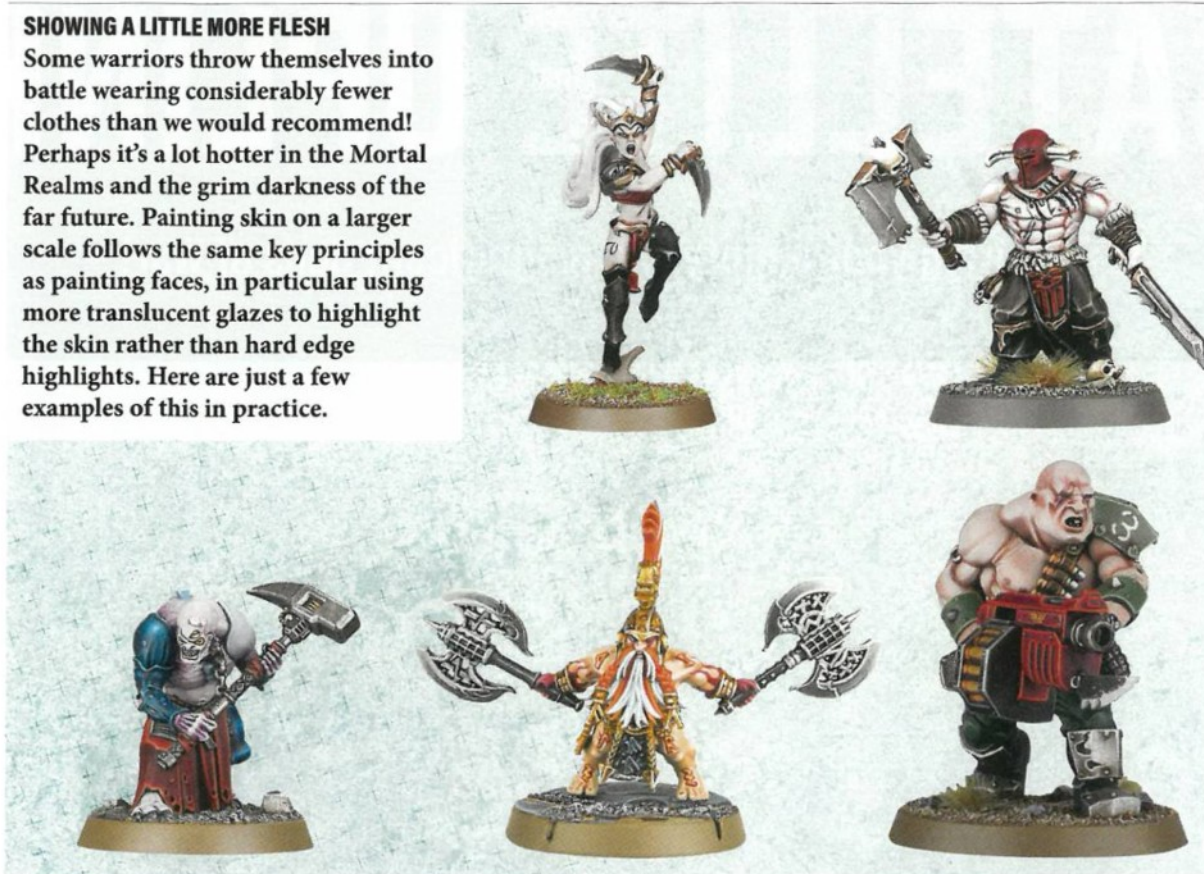 SHOWING A LITTLE MORE FLESH
Some warriors throw themselves into
battle wearing considerably fewer
clothes than we would recommend!
Perhaps it's a lot hotter in the Mortal
Realms and the grim darkness of the
far future. Painting skin on a larger
scale follows the same key principles
as painting faces, in particular using
more translucent glazes to highlight
the skin rather than hard edge
highlights. Here are just a few
examples of this in practice.